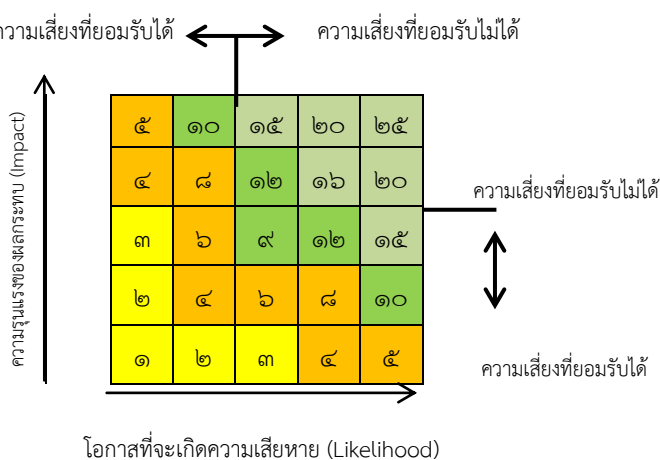 ความเสี่ยงที่ยอมรับได้ ความเสี่ยงที่ยอมรับไม่ได้
ความรุนแรงของผลกระทบ (Impact)
๕ ๑๐ ๑๕ ๒๐ ๒๕
๔ ๘ ๑๒ ๑๖ ๒๐
ความเสี่ยงที่ยอมรับไม่ได้
๓ ๖ ๙ ๑๒ ๑๕
๒ ๔ ๖ ๘ ๑๐
๑ ๒ ๓ ๔ ๕
ความเสี่ยงที่ยอมรับได้
โอกาสที่จะเกิดความเสียหาย (Likelihood)